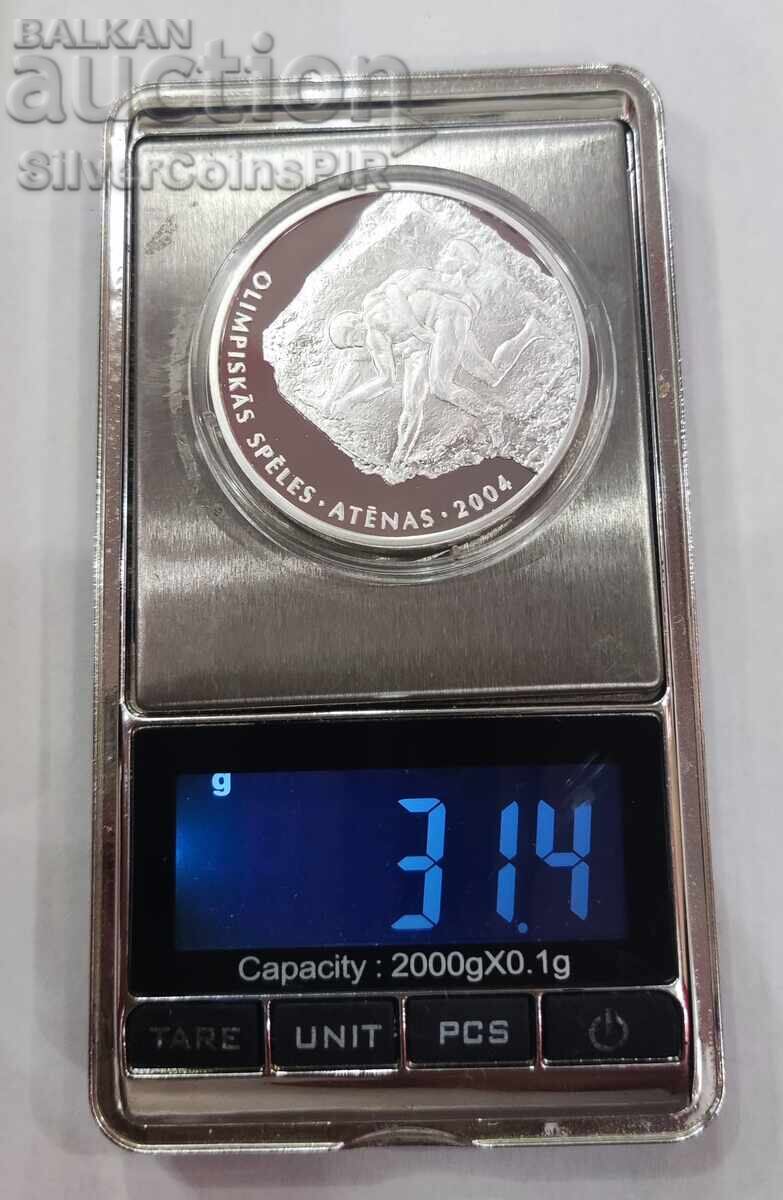 BALKAN
auction
SilverCoinsPIR
OLIMPISKĀS SPĒLES · ATĒNAS · 2004
g
31.4
Capacity : 2000gX0.1g
TARE UNIT PCS